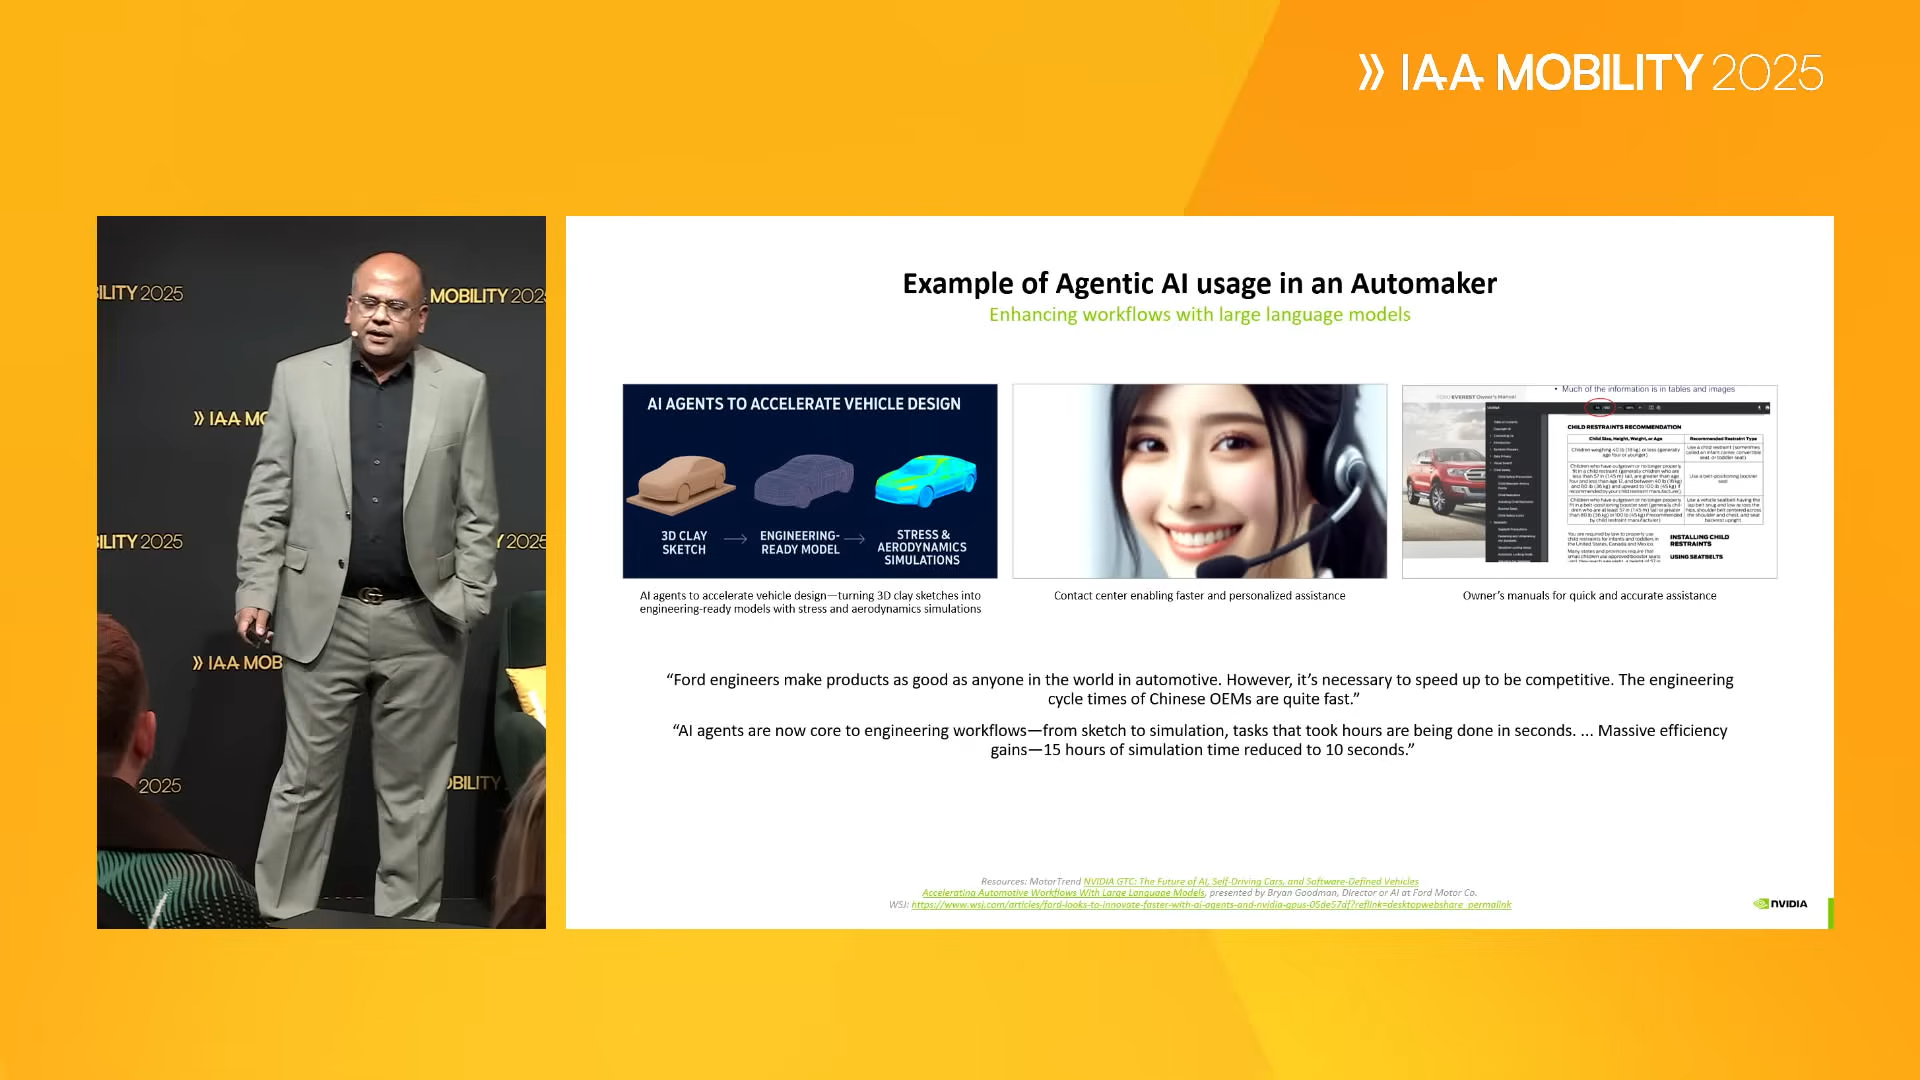 » IAA MOBILITY 2025
ILITY 2025
MOBILITY 202
» IAA MO
ILITY 2025
Y 2025
» IAA MOB
2025
OBILITY
Example of Agentic AI usage in an Automaker
Enhancing workflows with large language models
AI AGENTS TO ACCELERATE VEHICLE DESIGN
3D CLAY
SKETCH
ENGINEERING-
READY MODEL
STRESS &
AERODYNAMICS
SIMULATIONS
• Much of the information is in tables and images
EVEREST Owner's Manual
CHILD RESTRAINTS RECOMMENDATION
Child Size, Height, Weight, or Age
Recommended Restraint Type
INSTALLING CHILD
RESTRAINTS
USING SEATBELTS
AI agents to accelerate vehicle design—turning 3D clay sketches into
engineering-ready models with stress and aerodynamics simulations
Contact center enabling faster and personalized assistance
Owner's manuals for quick and accurate assistance
“Ford engineers make products as good as anyone in the world in automotive. However, it's necessary to speed up to be competitive. The engineering
cycle times of Chinese OEMs are quite fast.”
“AI agents are now core to engineering workflows—from sketch to simulation, tasks that took hours are being done in seconds. ... Massive efficiency
gains—15 hours of simulation time reduced to 10 seconds.”
Resources: MotorTrend NVIDIA GTC: The Future of AI, Self-Driving Cars, and Software-Defined Vehicles
Accelerating Automotive Workflows With Large Language Models, presented by Bryan Goodman, Director or AI at Ford Motor Co.
WSJ: https://www.wsj.com/articles/ford-looks-to-innovate-faster-with-ai-agents-and-nvidia-gpus-05de57df?reflink=desktopwebshare_permalink
NVIDIA